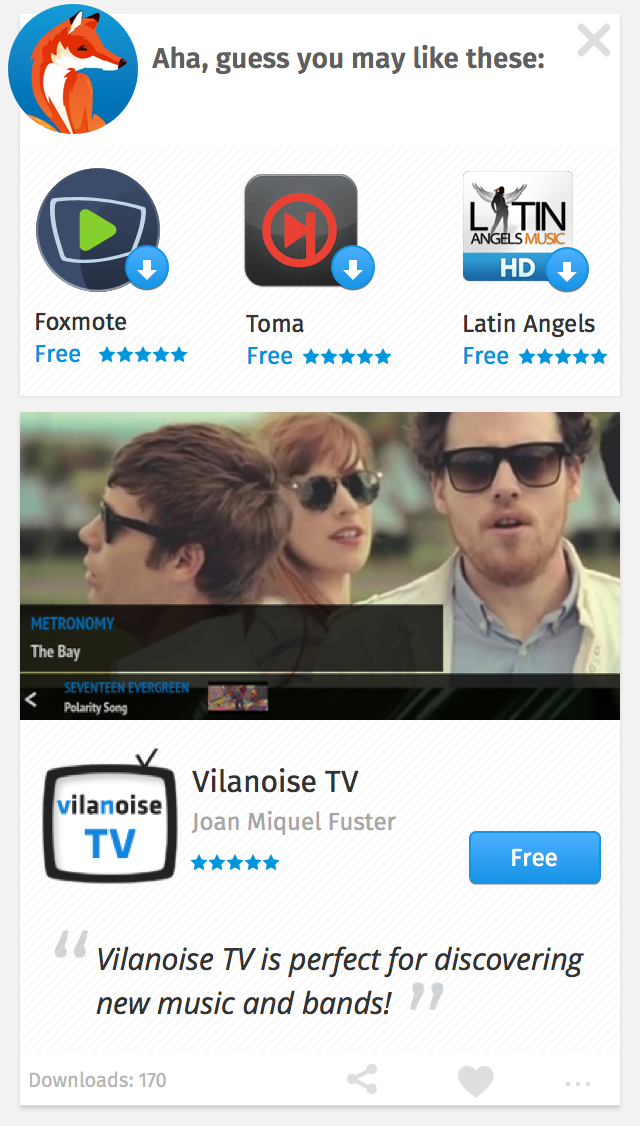 Aha, guess you may like these:
LATIN
ANGELS MUSIC
HD
Foxmote
Toma
Latin Angels
Free
Free
Free
METRONOMY
The Bay
SEVENTEEN EVERGREEN
Polarity Song
vilanoise
TV
Vilanoise TV
Joan Miquel Fuster
Free
“Vilanoise TV is perfect for discovering
new music and bands!”
Downloads: 170
...